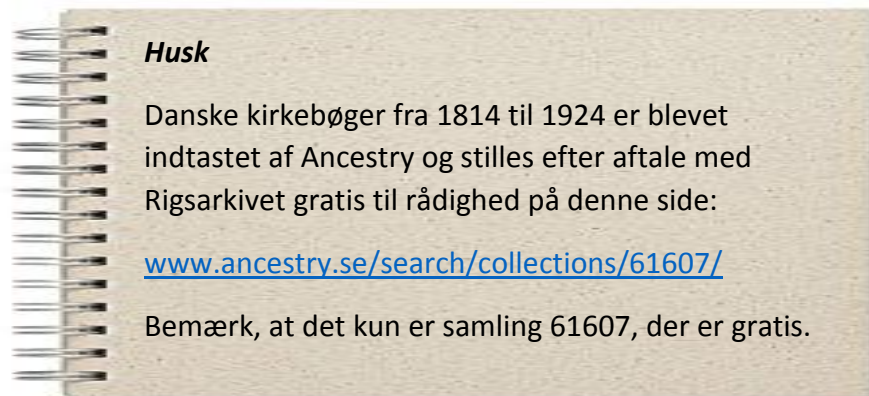 Husk
Danske kirkebøger fra 1814 til 1924 er blevet
indtastet af Ancestry og stilles efter aftale med
Rigsarkivet gratis til rådighed på denne side:
www.ancestry.se/search/collections/61607/
Bemærk, at det kun er samling 61607, der er gratis.